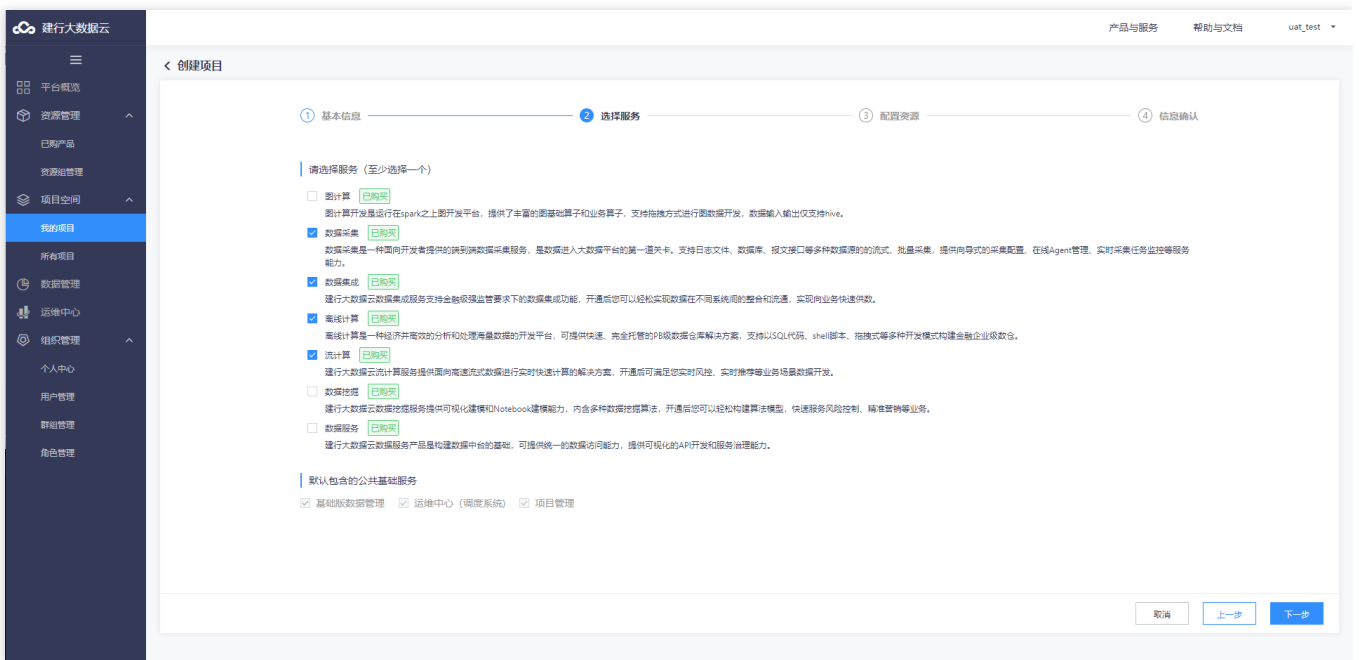 建行大数据云
产品与服务 帮助与文档 uat_test
创建项目
平台概览
资源管理
已购产品
资源组管理
项目空间
我的项目
所有项目
数据管理
运维中心
组织管理
个人中心
用户管理
群组管理
角色管理
1 基本信息 2 选择服务 3 配置资源 4 信息确认
请选择服务（至少选择一个）
图计算 已购买
图计算开发是运行在spark之上图开发平台，提供了丰富的图基础算子和业务算子，支持拖拽方式进行图数据开发，数据输入输出仅支持hive。
数据采集 已购买
数据采集是一种面向开发者提供的端到端数据采集服务，是数据进入大数据平台的第一道关卡。支持日志文件、数据库、报文接口等多种数据源的的流式、批量采集，提供向导式的采集配置、在线Agent管理、实时采集任务监控等服务
能力。
数据集成 已购买
建行大数据云数据集成服务支持金融级强监管要求下的数据集成功能，开通后您可以轻松实现数据在不同系统间的整合和流通，实现向业务快速供数。
离线计算 已购买
离线计算是一种经济并高效的分析和处理海量数据的开发平台，可提供快速、完全托管的PB级数据仓库解决方案，支持以SQL代码、shell脚本、拖拽式等多种开发模式构建金融企业级数仓。
流计算 已购买
建行大数据云流计算服务提供面向高速流式数据进行实时快速计算的解决方案，开通后可满足您实时风控、实时推荐等业务场景数据开发。
数据挖掘 已购买
建行大数据云数据挖掘服务提供可视化建模和Notebook建模能力，内含多种数据挖掘算法，开通后您可以轻松构建算法模型，快速服务风险控制、精准营销等业务。
数据服务 已购买
建行大数据云数据服务产品是构建数据中台的基础，可提供统一的数据访问能力，提供可视化的API开发和服务治理能力。
默认包含的公共基础服务
基础版数据管理 运维中心（调度系统） 项目管理
取消 上一步 下一步